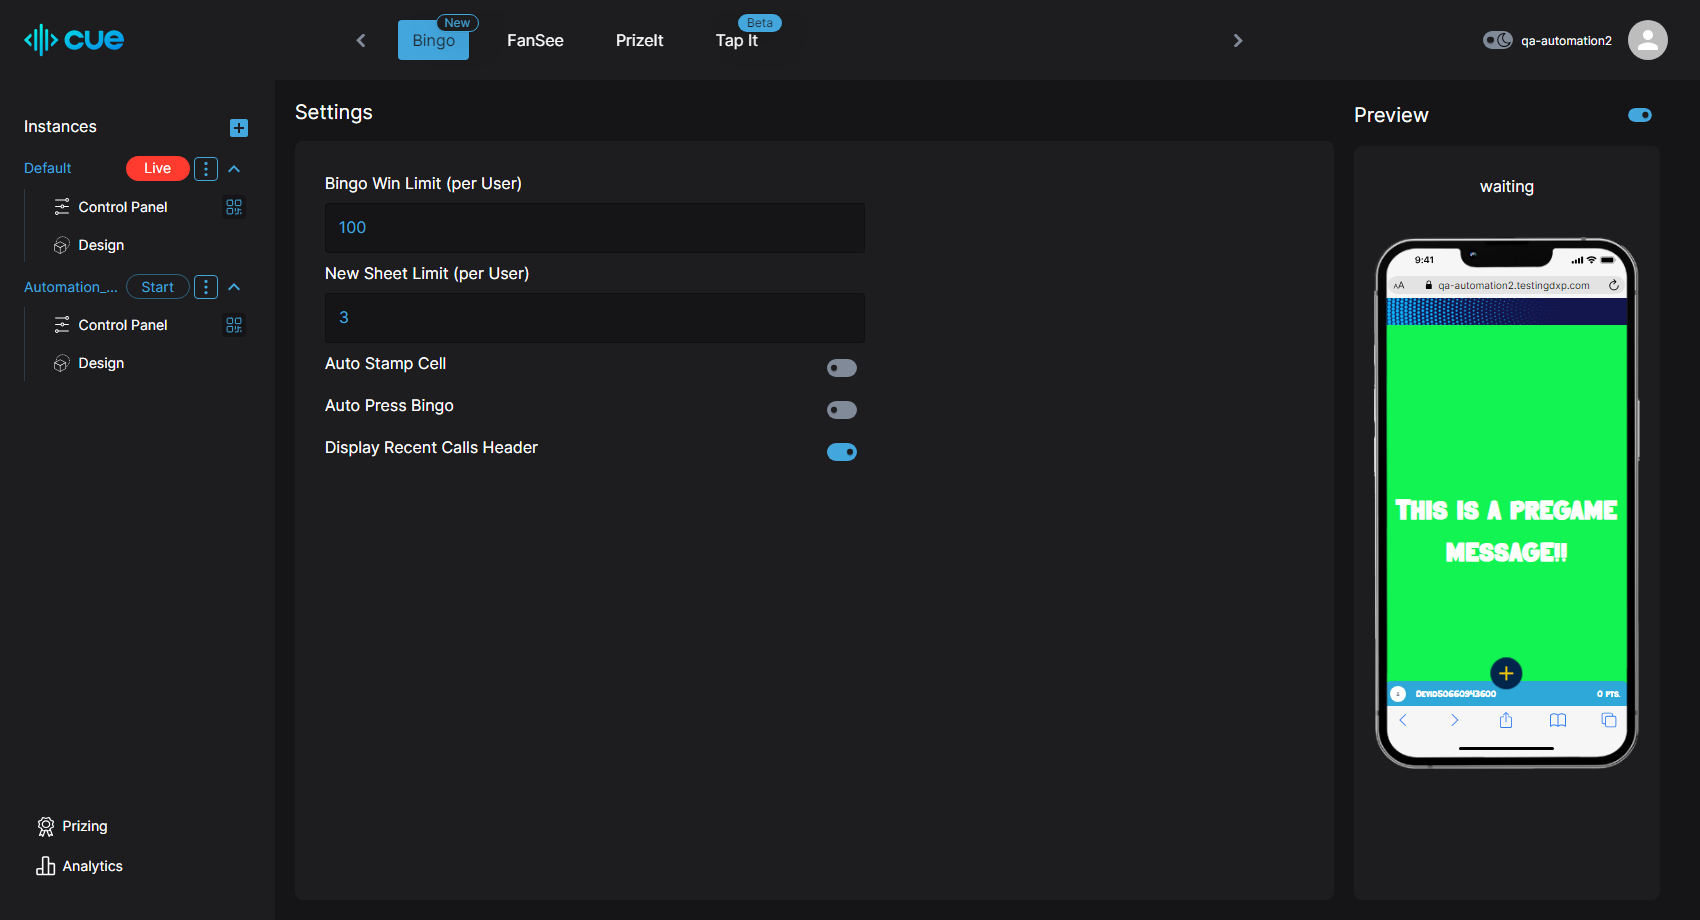 cue
Bingo
New
FanSee
PrizeIt
Tap It
Beta
qa-automation2
Instances
Default
Live
Control Panel
Design
Automation_...
Start
Control Panel
Design
Prizing
Analytics
Settings
Bingo Win Limit (per User)
100
New Sheet Limit (per User)
3
Auto Stamp Cell
Auto Press Bingo
Display Recent Calls Header
Preview
waiting
9:41
AA
qa-automation2.testingdxp.com
THIS IS A PREGAME
MESSAGE!!
DEVID50660943600
0 PTS.